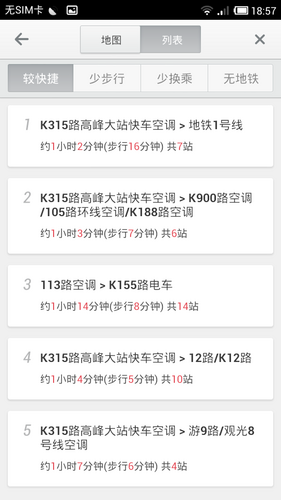 无SIM卡
18:57
地图
列表
较快捷
少步行
少换乘
无地铁
1
K315路高峰大站快车空调 > 地铁1号线
约1小时2分钟(步行16分钟) 共7站
2
K315路高峰大站快车空调 > K900路空调
/105路环线空调/K188路空调
约1小时3分钟(步行7分钟) 共6站
3
113路空调 > K155路电车
约1小时14分钟(步行8分钟) 共14站
4
K315路高峰大站快车空调 > 12路/K12路
约1小时4分钟(步行5分钟) 共10站
5
K315路高峰大站快车空调 > 游9路/观光8
号线空调
约1小时7分钟(步行6分钟) 共4站